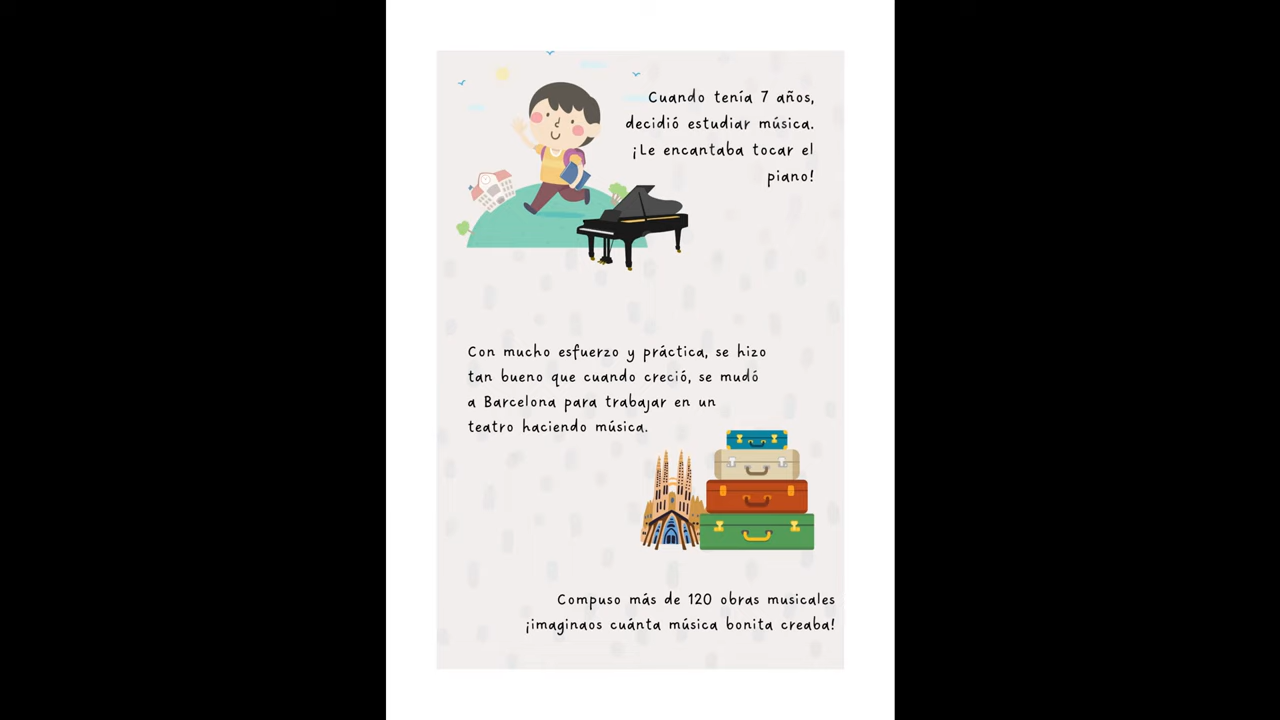 Cuando tenía 7 años,
decidió estudiar música.
¡Le encantaba tocar el
piano!
Con mucho esfuerzo y práctica, se hizo
tan bueno que cuando creció, se mudó
a Barcelona para trabajar en un
teatro haciendo música.
Compuso más de 120 obras musicales
¡imaginaos cuánta música bonita creaba!